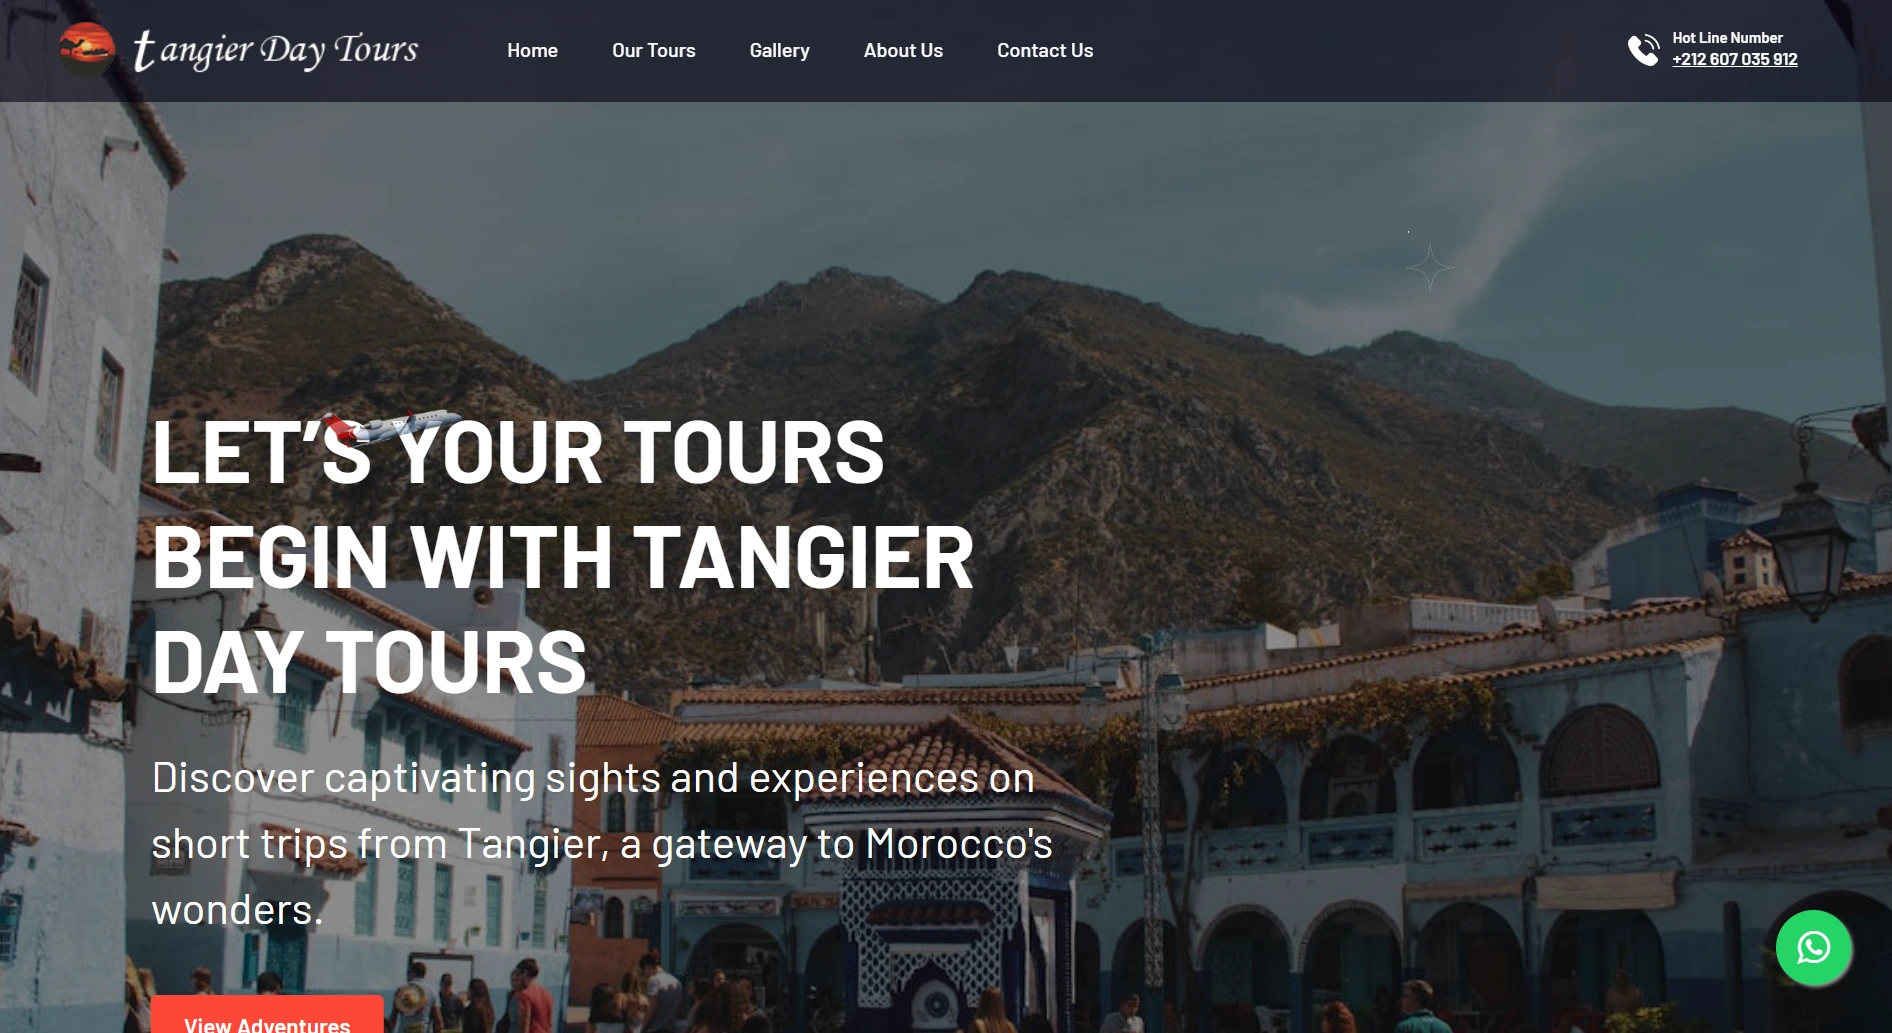 tangier Day Tours
Home
Our Tours
Gallery
About Us
Contact Us
Hot Line Number
+212 607 035 912
LET’S YOUR TOURS
BEGIN WITH TANGIER
DAY TOURS
Discover captivating sights and experiences on
short trips from Tangier, a gateway to Morocco's
wonders.
View Adventures